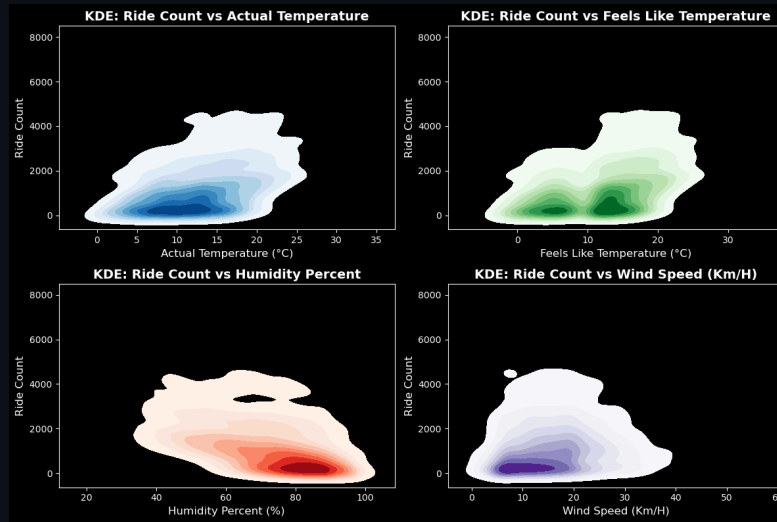 KDE: Ride Count vs Actual Temperature
Ride Count
8000
6000
4000
2000
0
0 5 10 15 20 25 30 35
Actual Temperature (°C)
KDE: Ride Count vs Feels Like Temperature
Ride Count
8000
6000
4000
2000
0
0 10 20 30
Feels Like Temperature (°C)
KDE: Ride Count vs Humidity Percent
Ride Count
8000
6000
4000
2000
0
20 40 60 80 100
Humidity Percent (%)
KDE: Ride Count vs Wind Speed (Km/H)
Ride Count
8000
6000
4000
2000
0
0 10 20 30 40 50
Wind Speed (Km/H)